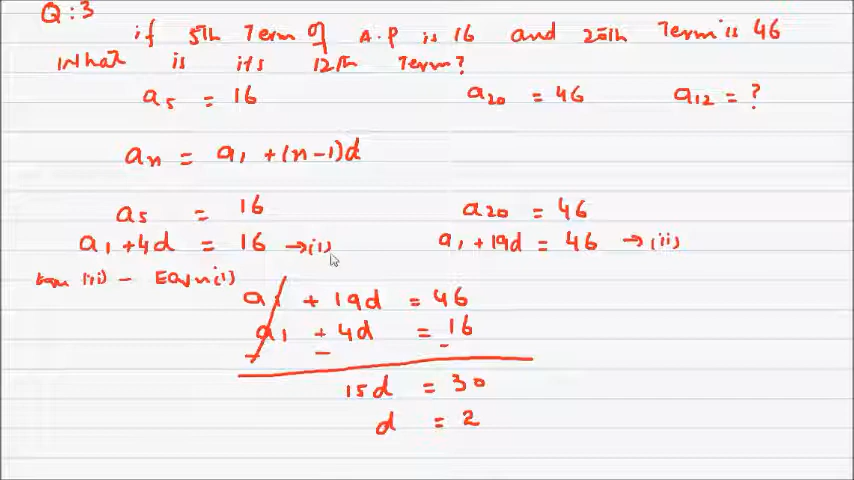 Q:3
if 5Th Term of A.P is 16 and 20th Term is 46
What is its 12th Term?
a₅ = 16 a₂₀ = 46 a₁₂ = ?
aₙ = a₁ + (n-1)d
a₅ = 16 a₂₀ = 46
a₁ + 4d = 16 →(i) a₁ + 19d = 46 →(ii)
Eqn (ii) - Eqn (i)
a₁ + 19d = 46
a₁ + 4d = 16
- - -
15d = 30
d = 2